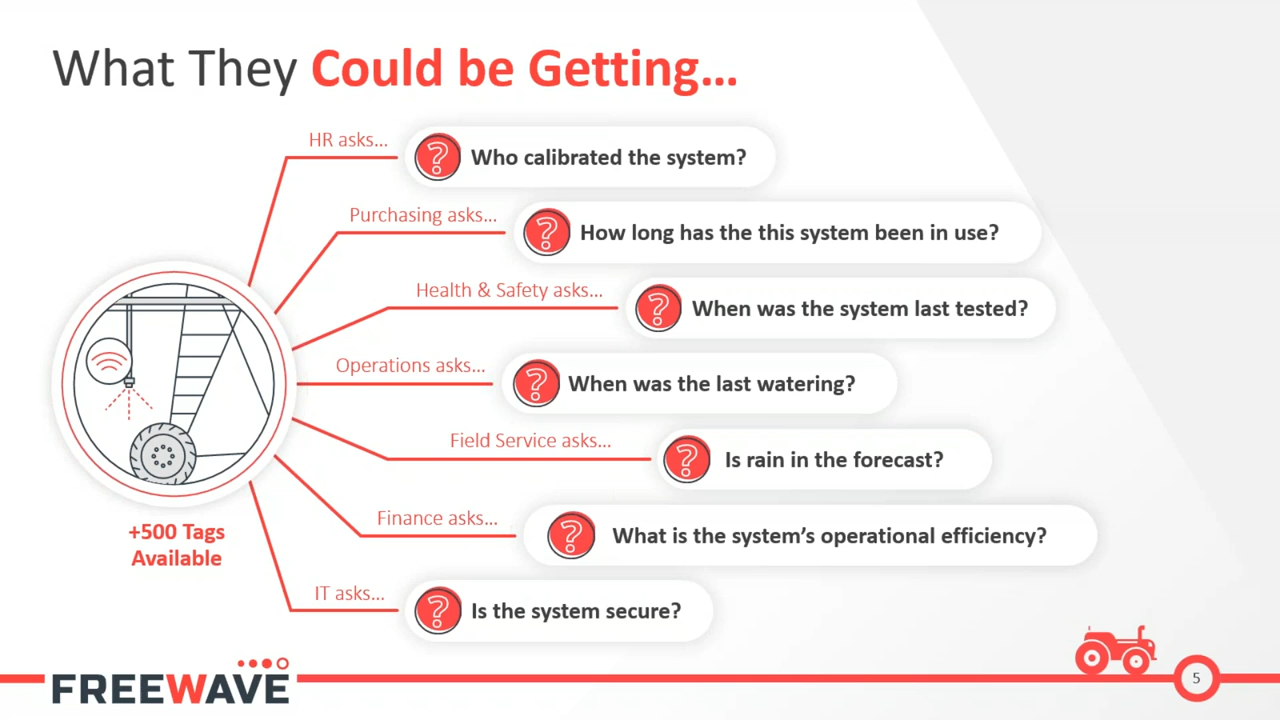 What They Could be Getting...
HR asks...
Who calibrated the system?
Purchasing asks...
How long has the this system been in use?
Health & Safety asks...
When was the system last tested?
Operations asks...
When was the last watering?
Field Service asks...
Is rain in the forecast?
Finance asks...
What is the system's operational efficiency?
IT asks...
Is the system secure?
+500 Tags
Available
FREEWAVE
5